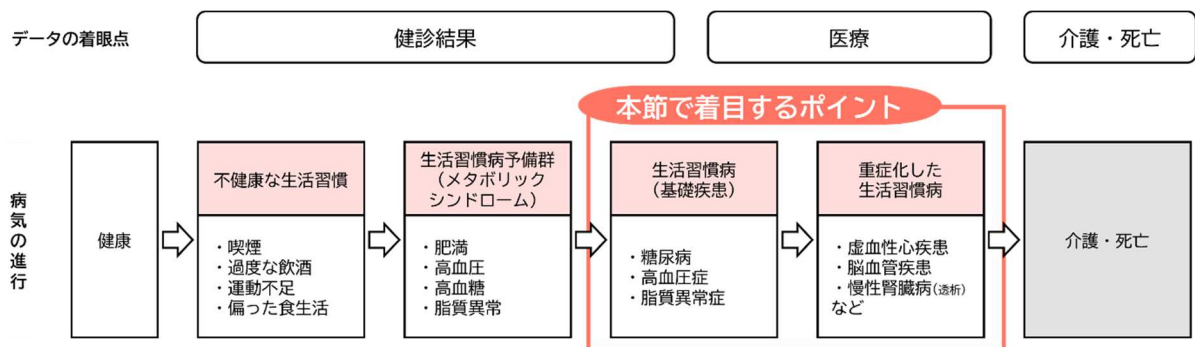 データの着眼点
健診結果
医療
介護・死亡
本節で着目するポイント
病気の進行
健康
不健康な生活習慣
・喫煙
・過度な飲酒
・運動不足
・偏った食生活
生活習慣病予備群
（メタボリック
シンドローム）
・肥満
・高血圧
・高血糖
・脂質異常
生活習慣病
（基礎疾患）
・糖尿病
・高血圧症
・脂質異常症
重症化した
生活習慣病
・虚血性心疾患
・脳血管疾患
・慢性腎臓病(透析)
など
介護・死亡